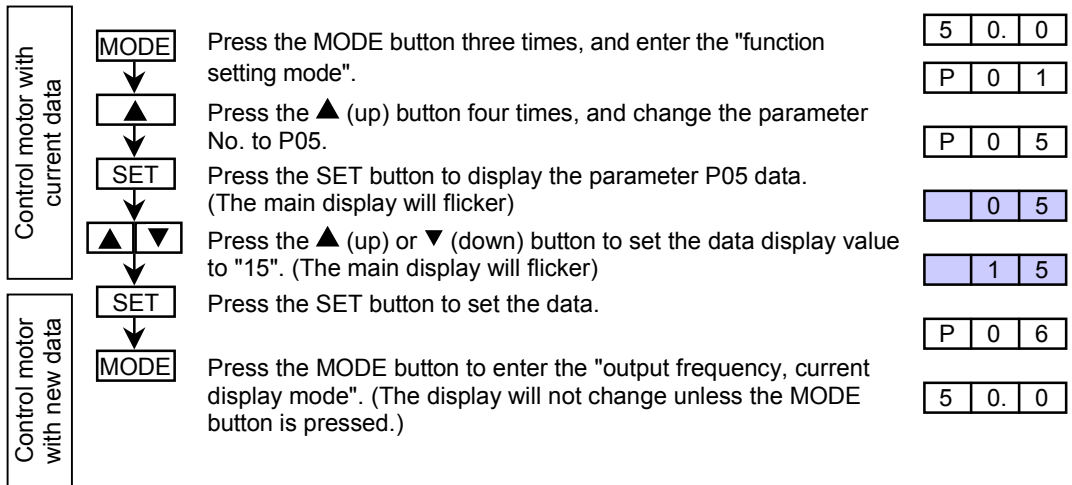 Control motor with
current data
MODE
Press the MODE button three times, and enter the "function
setting mode".
5 0. 0
P 0 1
▲
Press the ▲ (up) button four times, and change the parameter
No. to P05.
P 0 5
SET
Press the SET button to display the parameter P05 data.
(The main display will flicker)
0 5
▲ ▼
Press the ▲ (up) or ▼ (down) button to set the data display value
to "15". (The main display will flicker)
1 5
Control motor
with new data
SET
Press the SET button to set the data.
P 0 6
MODE
Press the MODE button to enter the "output frequency, current
display mode". (The display will not change unless the MODE
button is pressed.)
5 0. 0